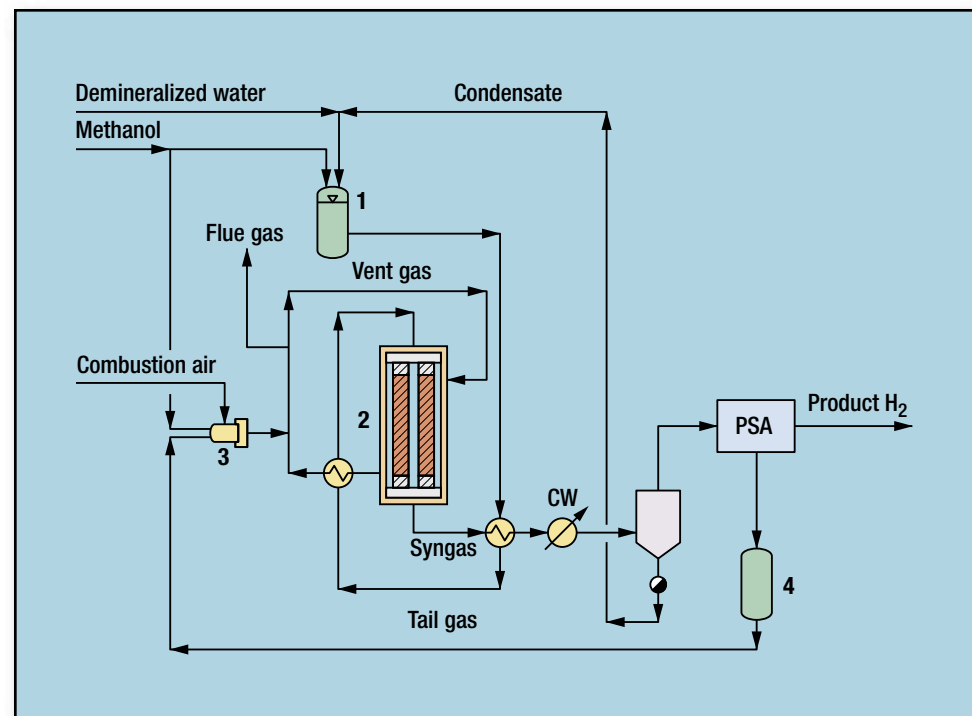 Demineralized water
Condensate
Methanol
1
Flue gas
Vent gas
Combustion air
2
3
Product H₂
PSA
CW
Syngas
4
Tail gas